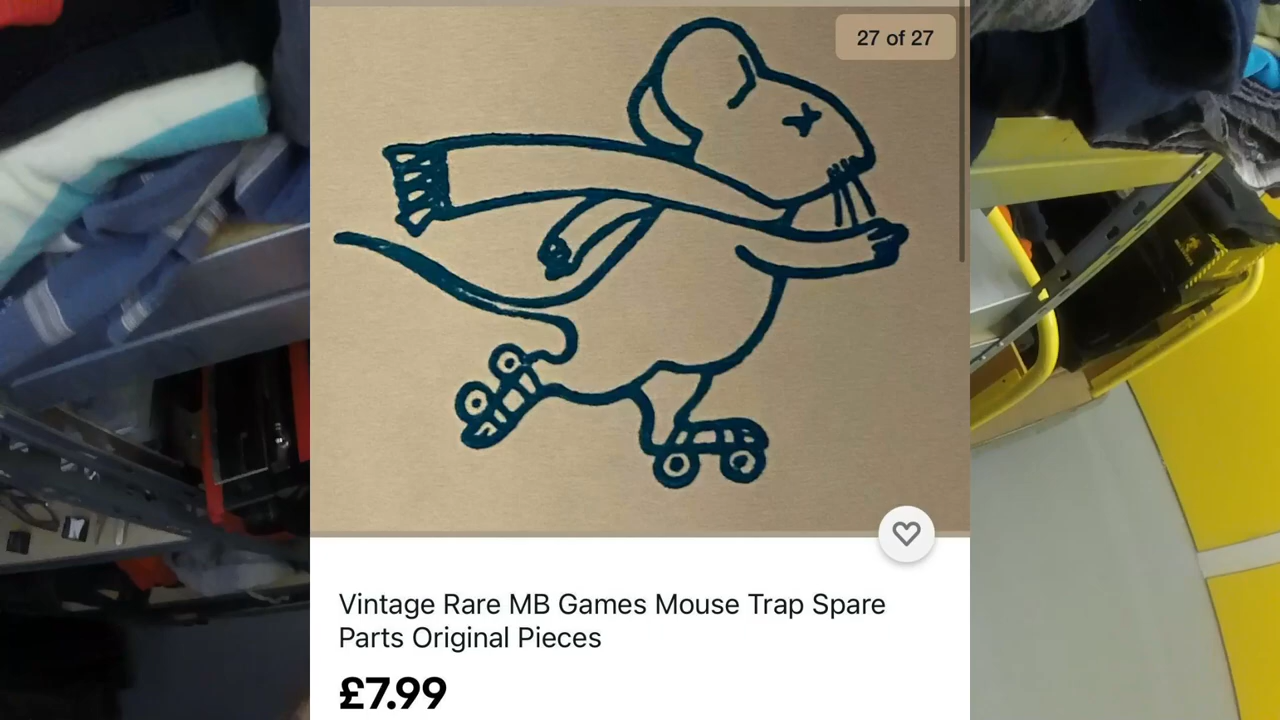 27 of 27
Vintage Rare MB Games Mouse Trap Spare
Parts Original Pieces
£7.99